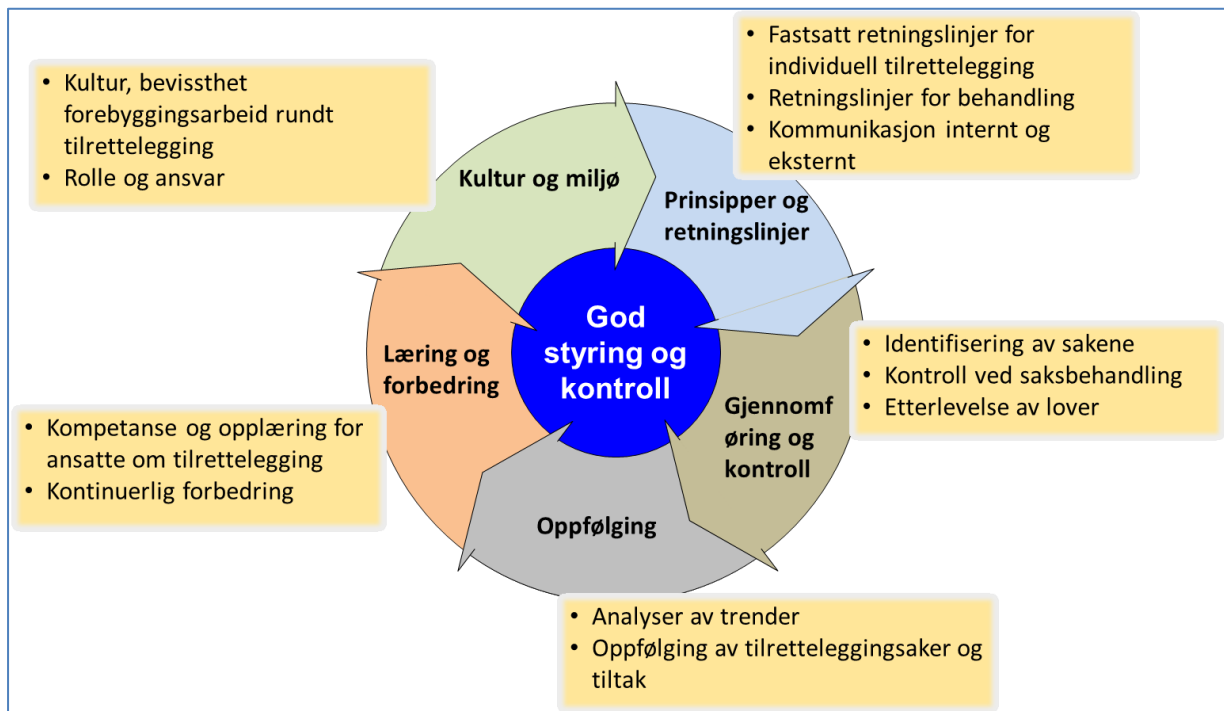 • Kultur, bevissthet
forebyggingsarbeid rundt
tilrettelegging
• Rolle og ansvar
• Fastsatt retningslinjer for
individuell tilrettelegging
• Retningslinjer for behandling
• Kommunikasjon internt og
eksternt
Kultur og miljø
Prinsipper og
retningslinjer
God
styring og
kontroll
Læring og
forbedring
• Identifisering av sakene
• Kontroll ved saksbehandling
• Etterlevelse av lover
Gjennomf
øring og
kontroll
• Kompetanse og opplæring for
ansatte om tilrettelegging
• Kontinuerlig forbedring
Oppfølging
• Analyser av trender
• Oppfølging av tilretteleggingsaker og
tiltak